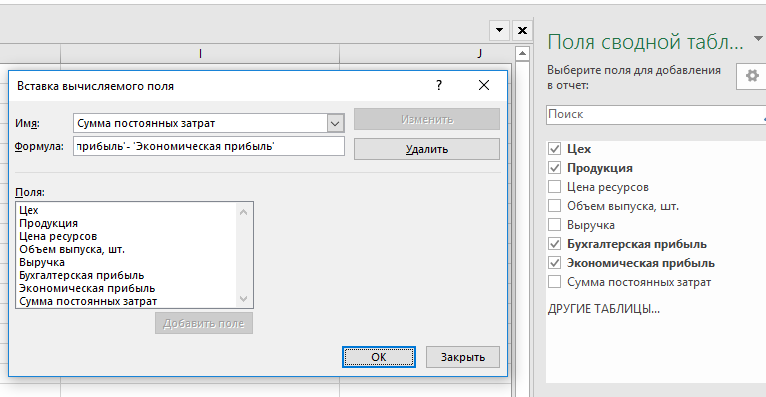 I
J
Вставка вычисляемого поля
?
Имя:
Сумма постоянных затрат
Изменить
Формула:
прибыль'- 'Экономическая прибыль'
Удалить
Поля:
Цех
Продукция
Цена ресурсов
Объем выпуска, шт.
Выручка
Бухгалтерская прибыль
Экономическая прибыль
Сумма постоянных затрат
Добавить поле
OK
Закрыть
Поля сводной табл...
Выберите поля для добавления
в отчет:
Поиск
Цех
Продукция
Цена ресурсов
Объем выпуска, шт.
Выручка
Бухгалтерская прибыль
Экономическая прибыль
Сумма постоянных затрат
ДРУГИЕ ТАБЛИЦЫ...